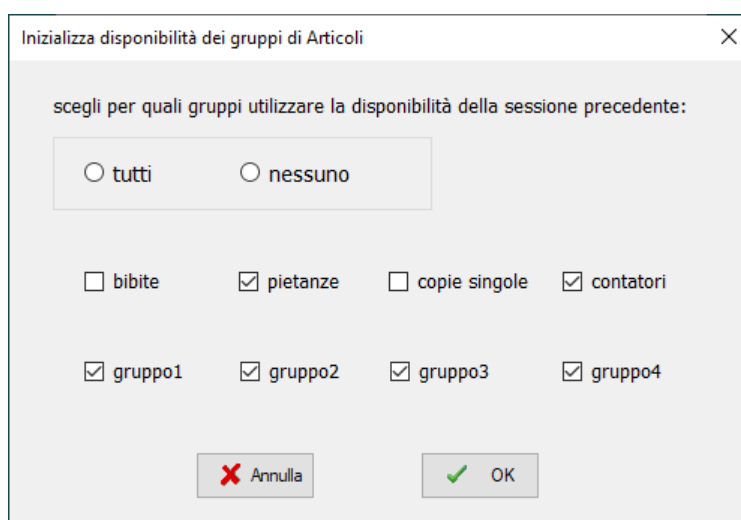 Inizializza disponibilità dei gruppi di Articoli
scegli per quali gruppi utilizzare la disponibilità della sessione precedente:
tutti nessuno
bibite pietanze copie singole contatori
gruppo1 gruppo2 gruppo3 gruppo4
Annulla OK